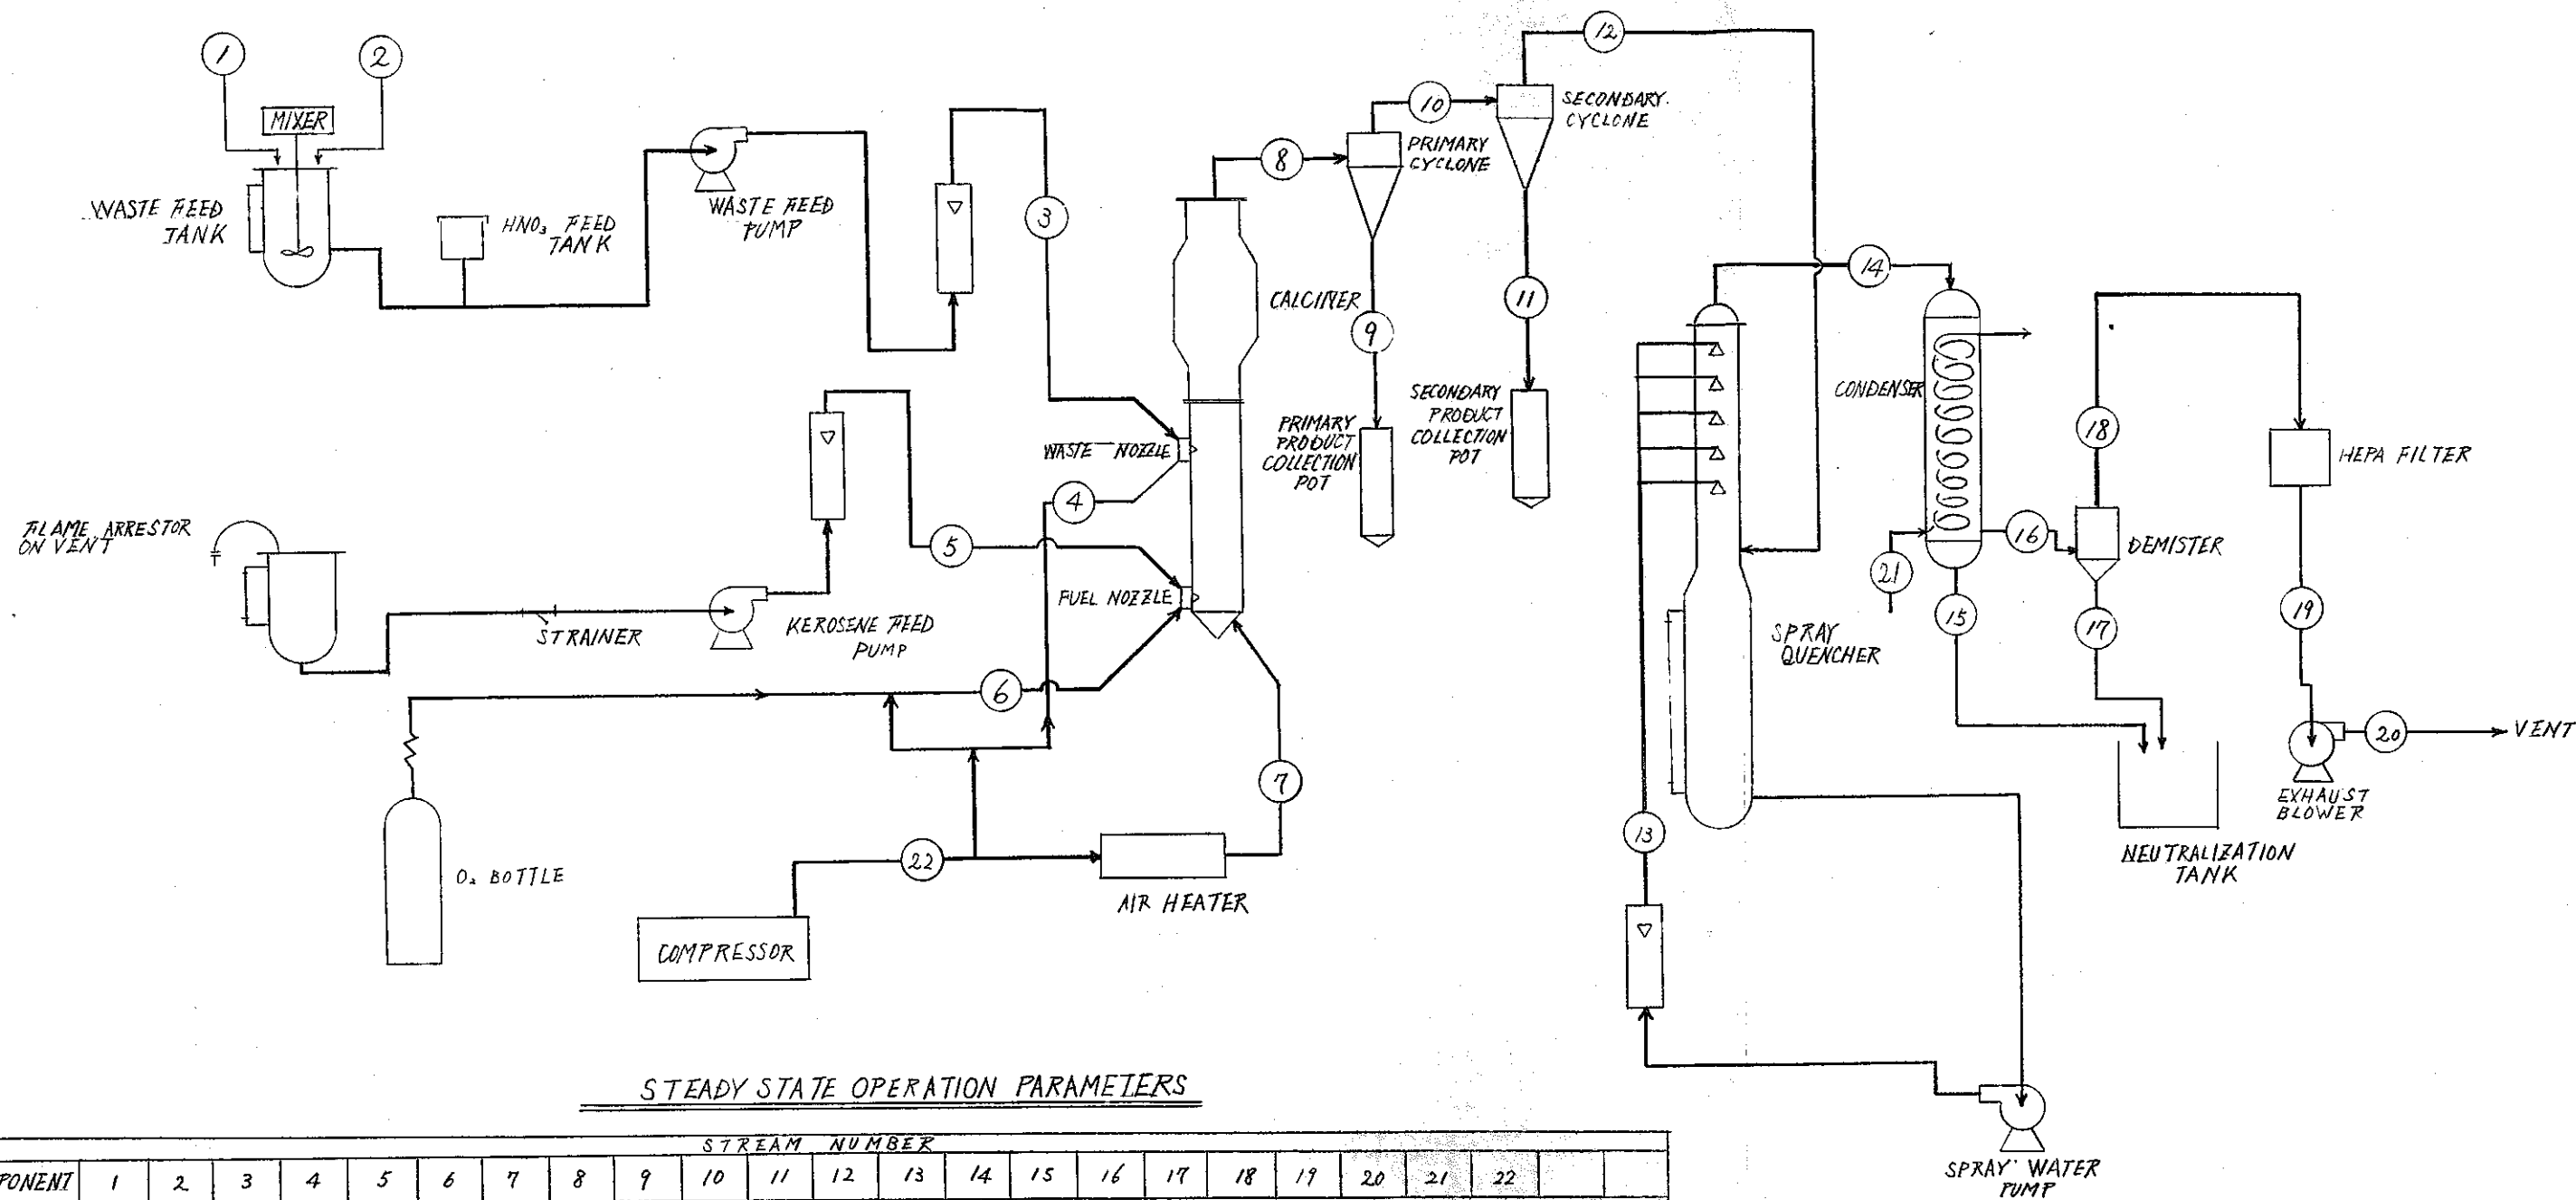 1
2
MIXER
WASTE FEED
TANK
HNO₃ FEED
TANK
WASTE FEED
PUMP
3
8
10
12
PRIMARY
CYCLONE
SECONDARY
CYCLONE
CALCINER
9
11
PRIMARY
PRODUCT
COLLECTION
POT
SECONDARY
PRODUCT
COLLECTION
POT
WASTE NOZZLE
4
5
FUEL NOZZLE
FLAME ARRESTOR
ON VENT
STRAINER
KEROSENE FEED
PUMP
6
7
O₂ BOTTLE
22
COMPRESSOR
AIR HEATER
14
CONDENSER
16
21
15
DEMISTER
17
18
HEPA FILTER
19
20
VENT
EXHAUST
BLOWER
NEUTRALIZATION
TANK
SPRAY
QUENCHER
13
SPRAY WATER
PUMP
STEADY STATE OPERATION PARAMETERS
STREAM NUMBER
PONENT 1 2 3 4 5 6 7 8 9 10 11 12 13 14 15 16 17 18 19 20 21 22